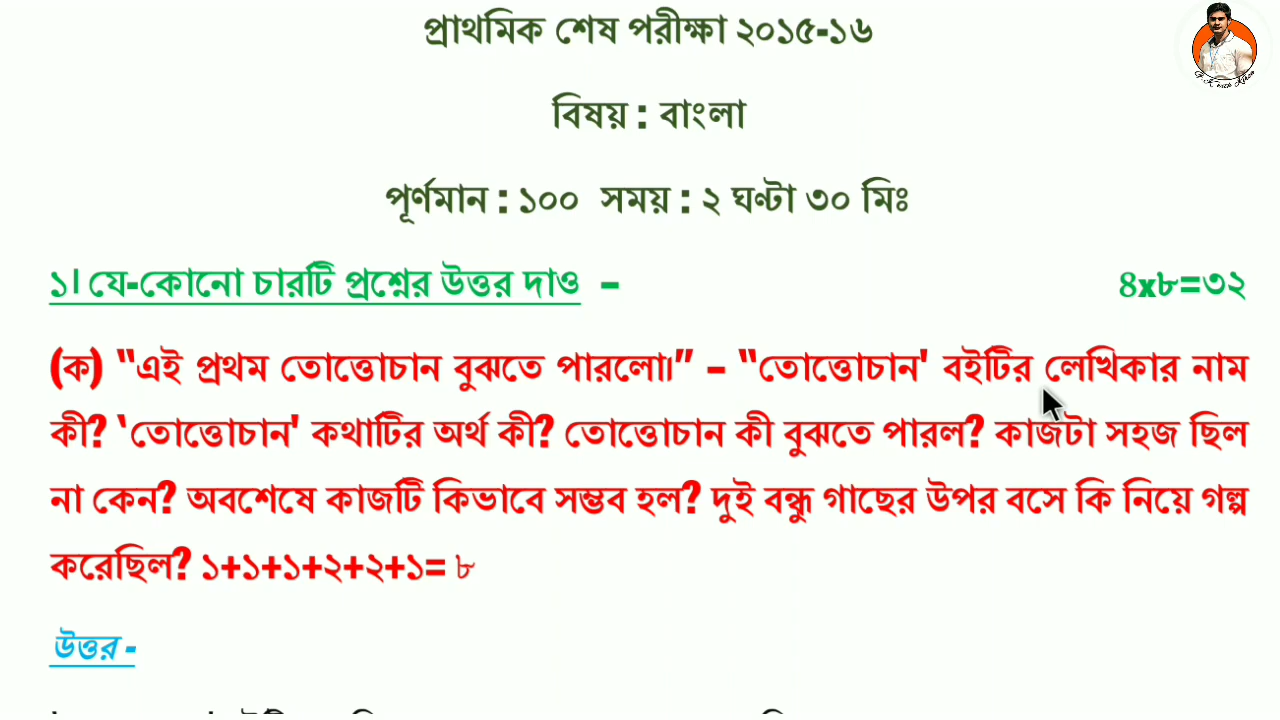 প্রাথমিক শেষ পরীক্ষা ২০১৫-১৬
বিষয় : বাংলা
পূর্ণমান : ১০০ সময় : ২ ঘণ্টা ৩০ মিঃ
১। যে-কোনো চারটি প্রশ্নের উত্তর দাও – 8x৮=৩২
(ক) “এই প্রথম তোত্তোচান বুঝতে পারলো।” – “তোত্তোচান' বইটির লেখিকার নাম
কী? ‘তোত্তোচান' কথাটির অর্থ কী? তোত্তোচান কী বুঝতে পারল? কাজটা সহজ ছিল
না কেন? অবশেষে কাজটি কিভাবে সম্ভব হল? দুই বন্ধু গাছের উপর বসে কি নিয়ে গল্প
করেছিল? ১+১+১+২+২+১= ৮
উত্তর -